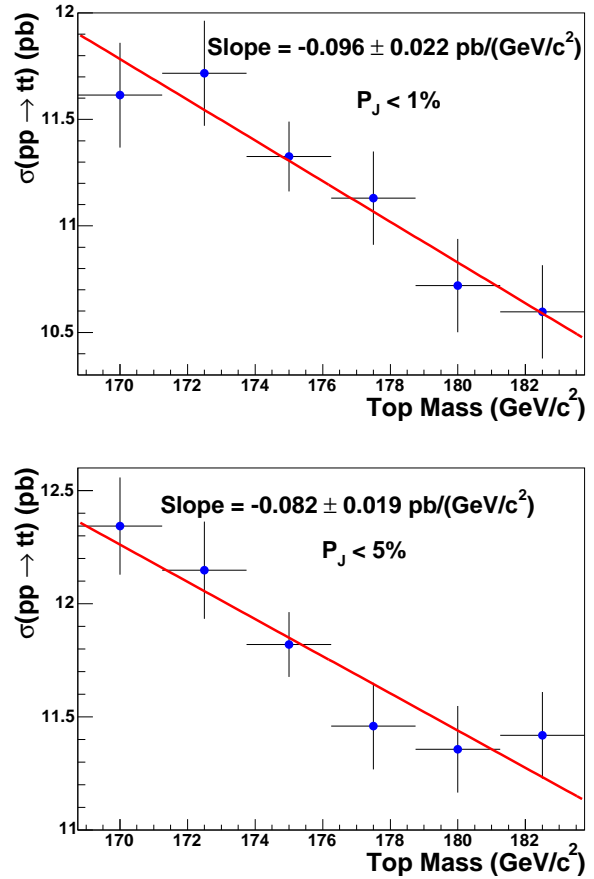 12
Slope = -0.096 ± 0.022 pb/(GeV/c²)
P_J < 1%
11.5
11
10.5
σ(pp → tt) (pb)
170 172 174 176 178 180 182
Top Mass (GeV/c²)
12.5
Slope = -0.082 ± 0.019 pb/(GeV/c²)
P_J < 5%
12
11.5
11
σ(pp → tt) (pb)
170 172 174 176 178 180 182
Top Mass (GeV/c²)